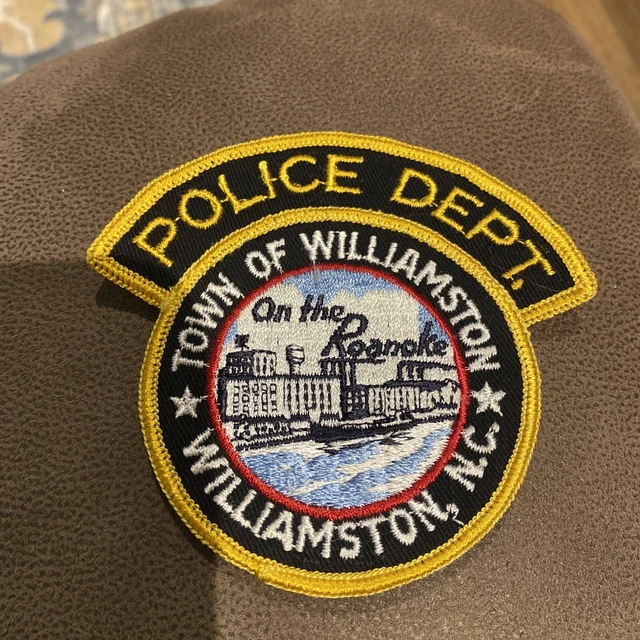 POLICE DEPT.
TOWN OF WILLIAMSTON
On the
Roanoke
WILLIAMSTON, N.C.